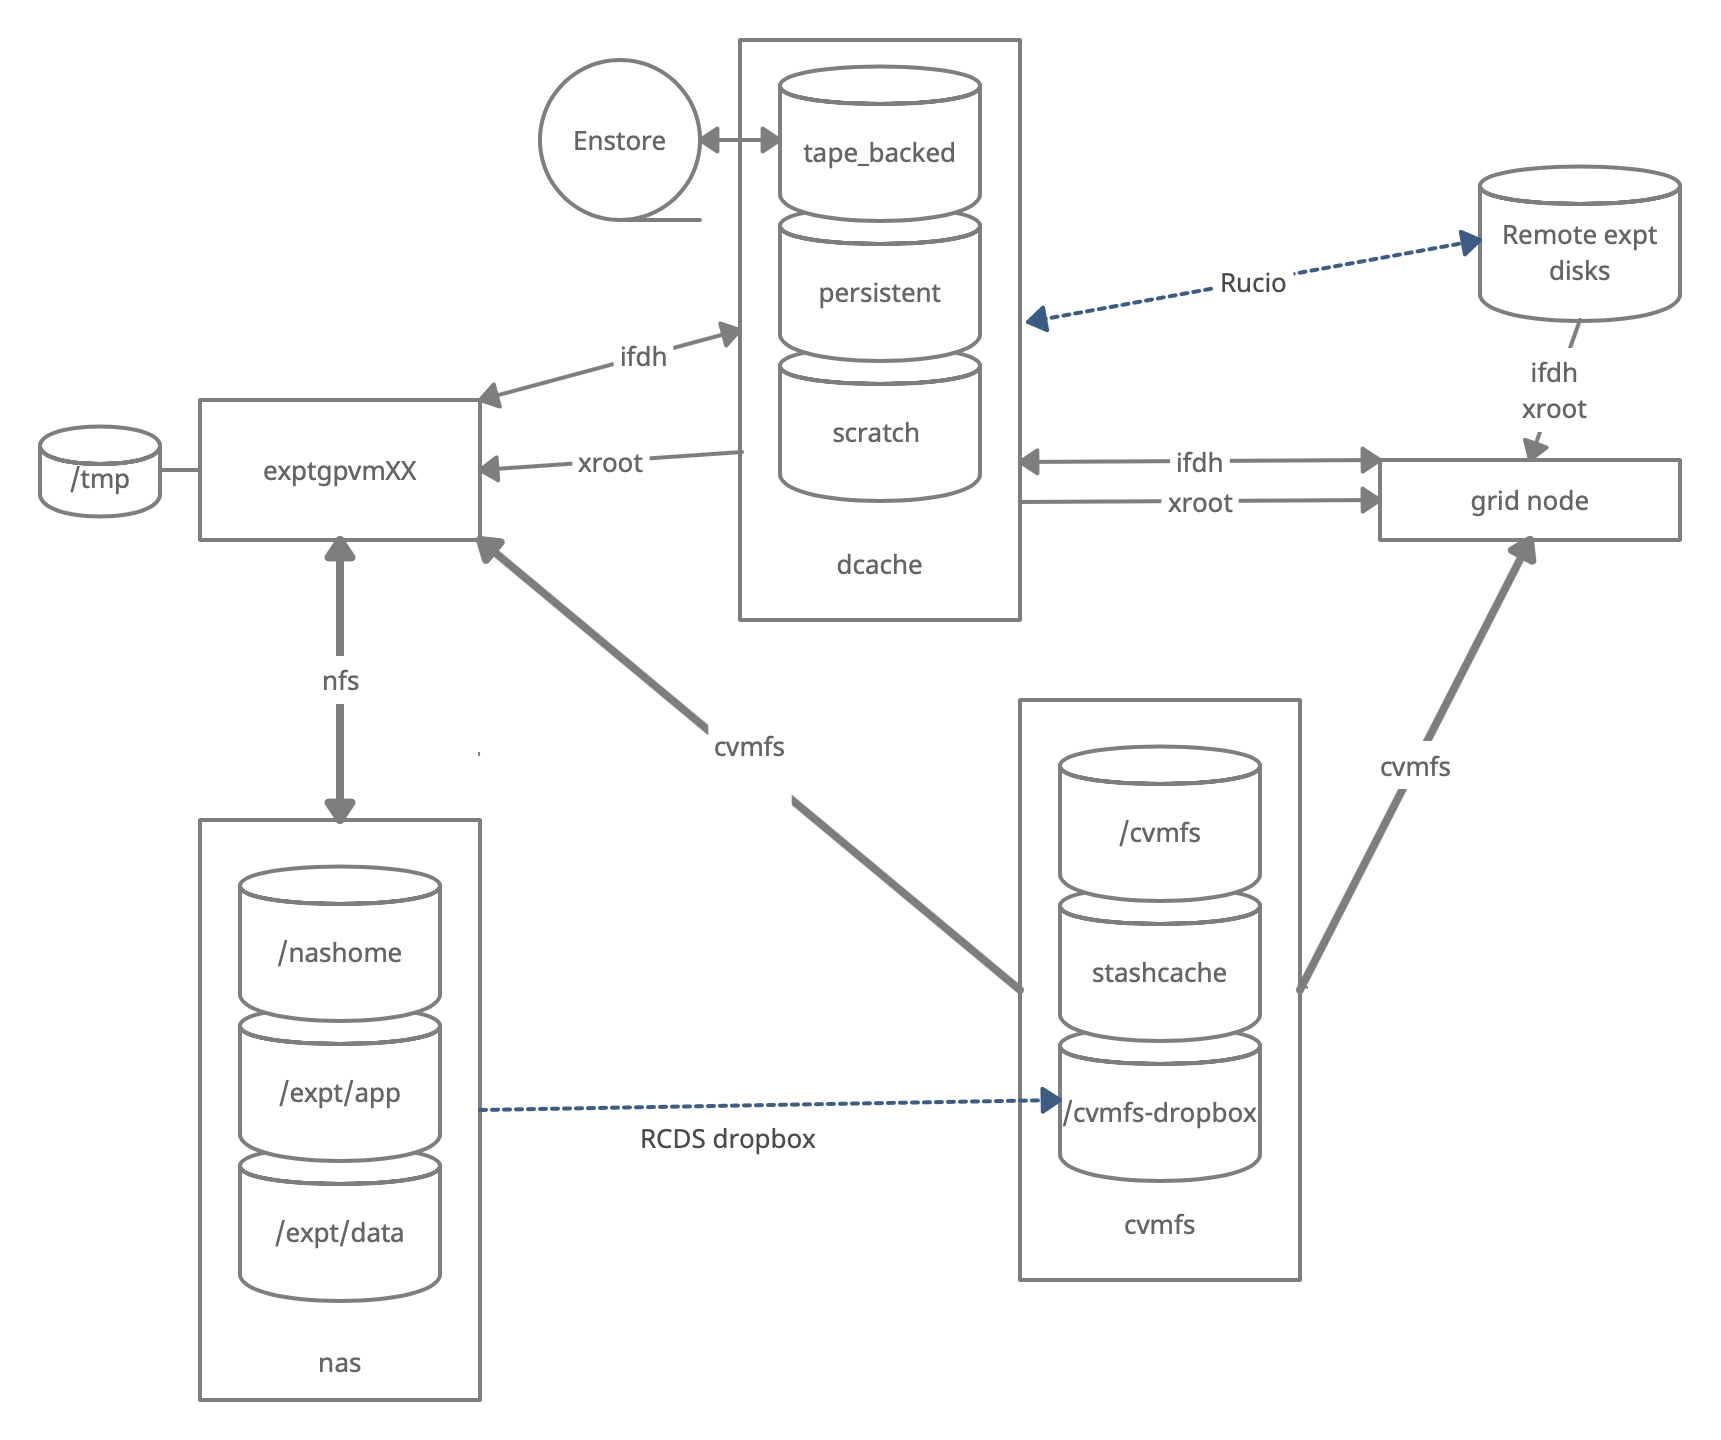 Enstore
tape_backed
Remote expt
disks
Rucio
persistent
ifdh
ifdh
xroot
scratch
exptgpvmXX
/tmp
xroot
ifdh
xroot
grid node
dcache
nfs
cvmfs
cvmfs
/cvmfs
/nashome
stashcache
/expt/app
/cvmfs-dropbox
RCDS dropbox
/expt/data
cvmfs
nas